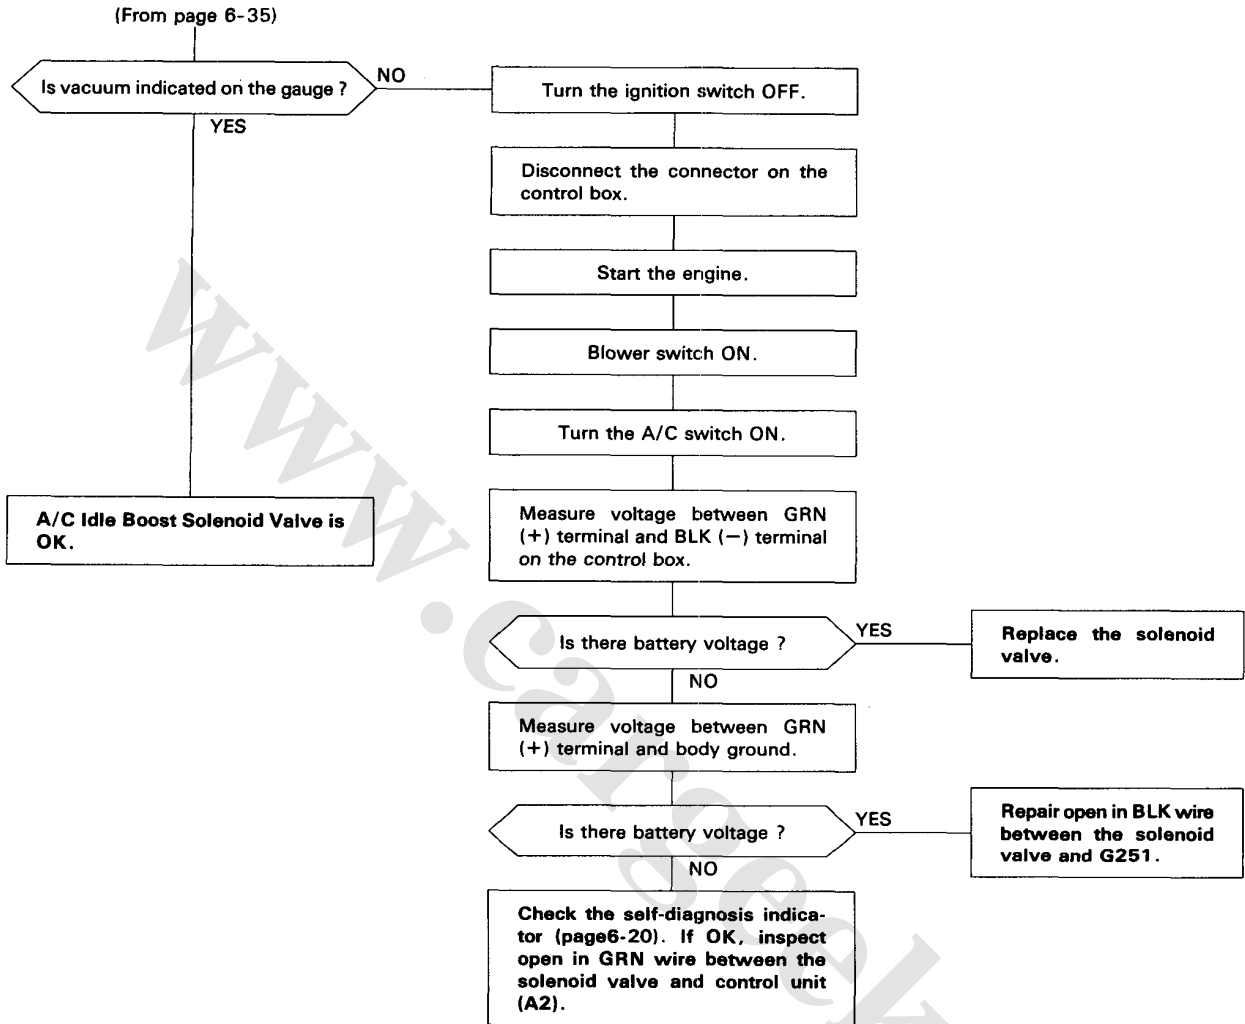 (From page 6-35)
Is vacuum indicated on the gauge ?
NO
YES
Turn the ignition switch OFF.
Disconnect the connector on the
control box.
Start the engine.
Blower switch ON.
Turn the A/C switch ON.
A/C Idle Boost Solenoid Valve is
OK.
Measure voltage between GRN
(+) terminal and BLK (−) terminal
on the control box.
Is there battery voltage ?
YES
Replace the solenoid
valve.
NO
Measure voltage between GRN
(+) terminal and body ground.
Is there battery voltage ?
YES
Repair open in BLK wire
between the solenoid
valve and G251.
NO
Check the self-diagnosis indica-
tor (page6-20). If OK, inspect
open in GRN wire between the
solenoid valve and control unit
(A2).
www.cargeek